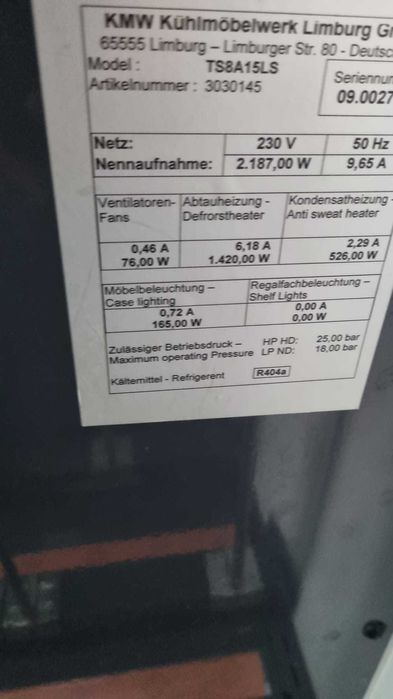 KMW Kühlmöbelwerk Limburg
65555 Limburg – Limburger Str. 80 -
Model : TS8A15LS
Artikelnummer : 3030145
09.0027
Netz: 230 V 50 Hz
Nennaufnahme: 2.187,00 W 9,65 A
Ventilatoren- Abtauheizung - Kondensatheizung -
Fans Defrorstheater Anti sweat heater
0,46 A 6,18 A 2,29 A
76,00 W 1.420,00 W 526,00 W
Möbelbeleuchtung – Regalfachbeleuchtung –
Case lighting Shelf Lights
0,72 A 0,00 A
165,00 W 0,00 W
Zulässiger Betriebsdruck – HP HD: 25,00 bar
Maximum operating Pressure LP ND: 18,00 bar
Kältemittel - Refrigerent R404a